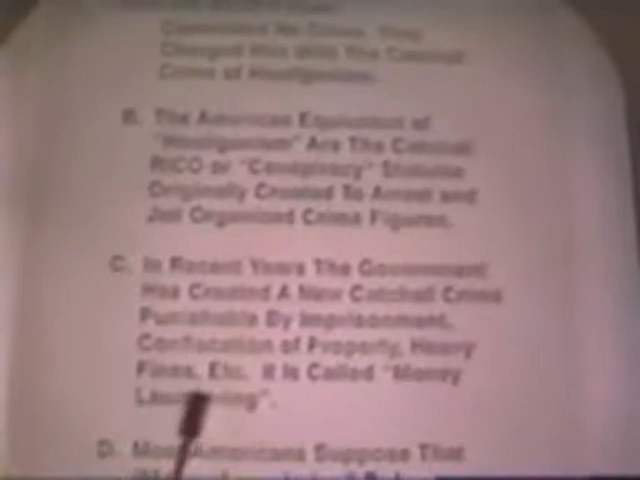 Committed No Crime, They
Charged Him With The Catchall
Crime of Hooliganism.
B. The American Equivalent of
"Hooliganism" Are The Catchall
RICO or "Conspiracy" Statutes
Originally Created To Arrest and
Jail Organized Crime Figures.
C. In Recent Years The Government
Has Created A New Catchall Crime
Punishable By Imprisonment,
Confiscation of Property, Heavy
Fines, Etc. It Is Called "Money
Laundering".
D. Most Americans Suppose That